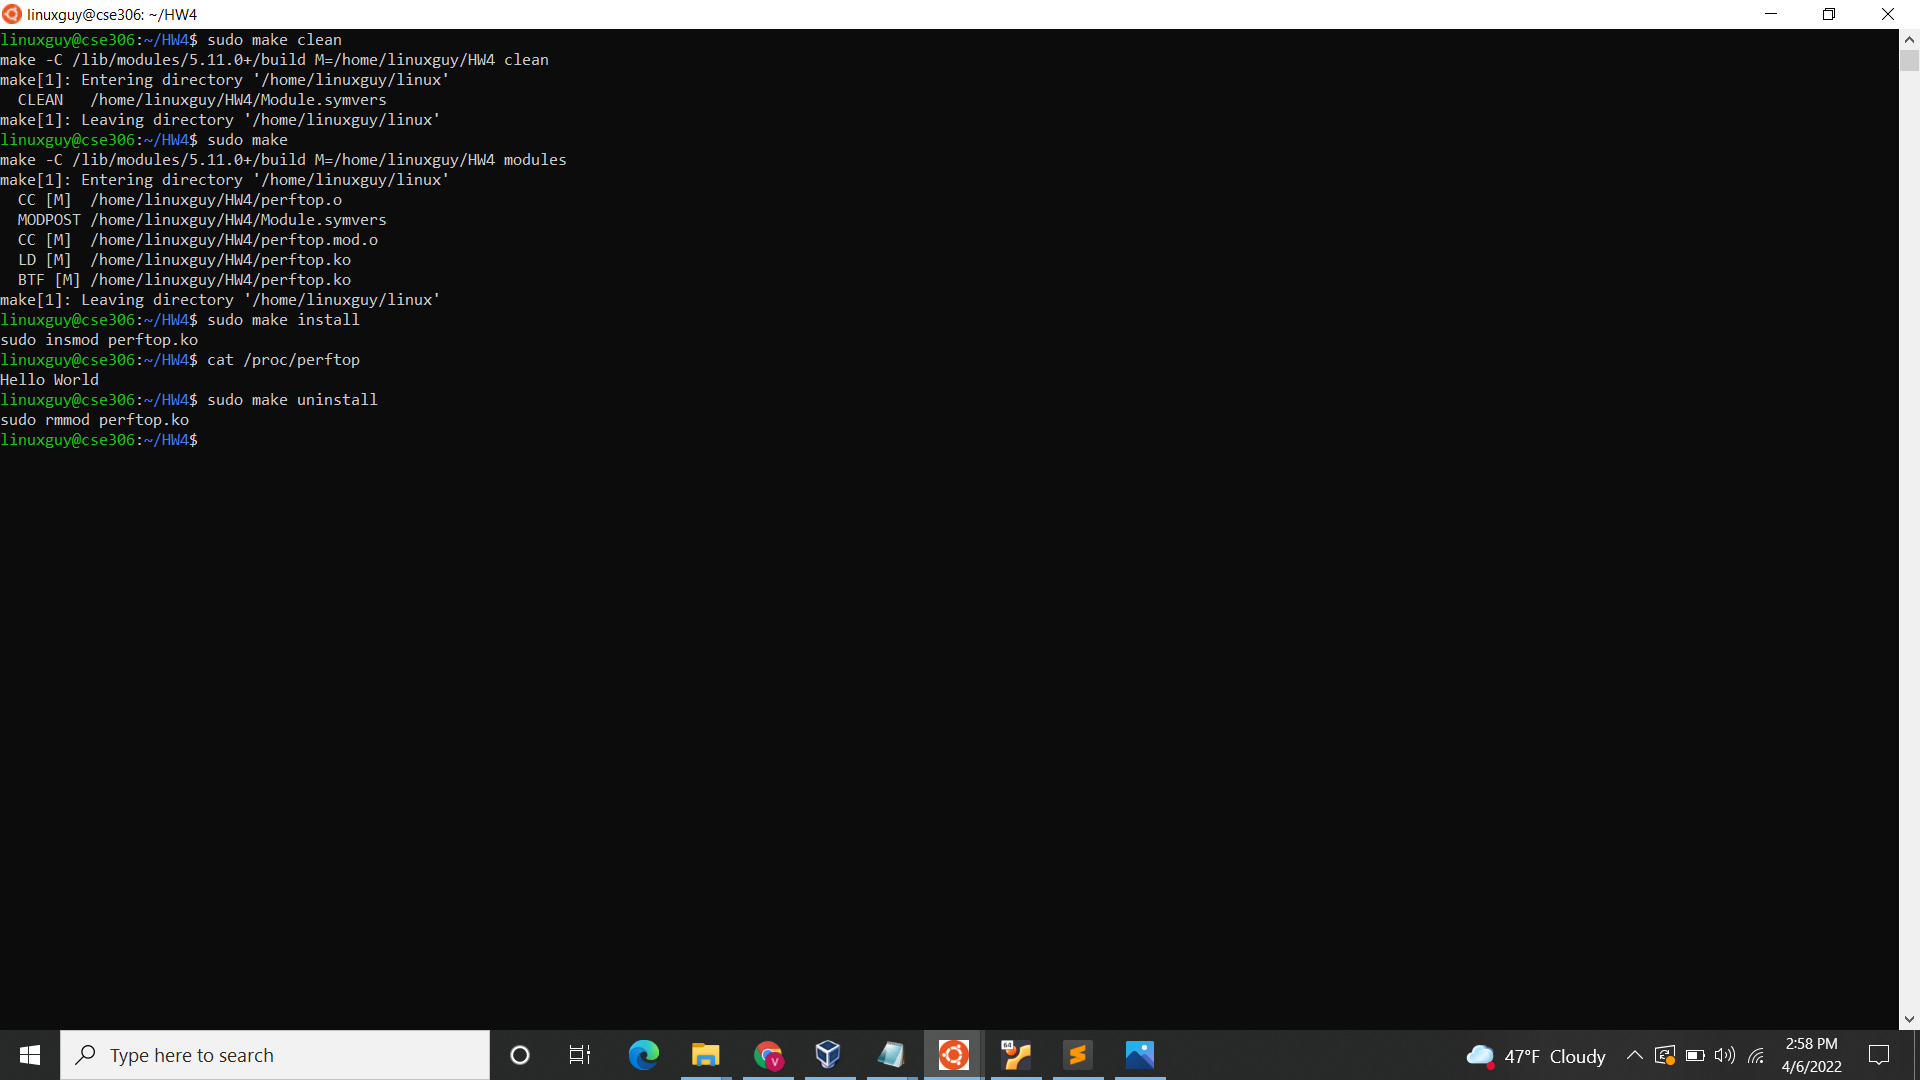 linuxguy@cse306: ~/HW4
linuxguy@cse306:~/HW4$ sudo make clean
make -C /lib/modules/5.11.0+/build M=/home/linuxguy/HW4 clean
make[1]: Entering directory '/home/linuxguy/linux'
  CLEAN   /home/linuxguy/HW4/Module.symvers
make[1]: Leaving directory '/home/linuxguy/linux'
linuxguy@cse306:~/HW4$ sudo make
make -C /lib/modules/5.11.0+/build M=/home/linuxguy/HW4 modules
make[1]: Entering directory '/home/linuxguy/linux'
  CC [M]  /home/linuxguy/HW4/perftop.o
  MODPOST /home/linuxguy/HW4/Module.symvers
  CC [M]  /home/linuxguy/HW4/perftop.mod.o
  LD [M]  /home/linuxguy/HW4/perftop.ko
  BTF [M] /home/linuxguy/HW4/perftop.ko
make[1]: Leaving directory '/home/linuxguy/linux'
linuxguy@cse306:~/HW4$ sudo make install
sudo insmod perftop.ko
linuxguy@cse306:~/HW4$ cat /proc/perftop
Hello World
linuxguy@cse306:~/HW4$ sudo make uninstall
sudo rmmod perftop.ko
linuxguy@cse306:~/HW4$
Type here to search
V
64
47°F Cloudy
2:58 PM
4/6/2022